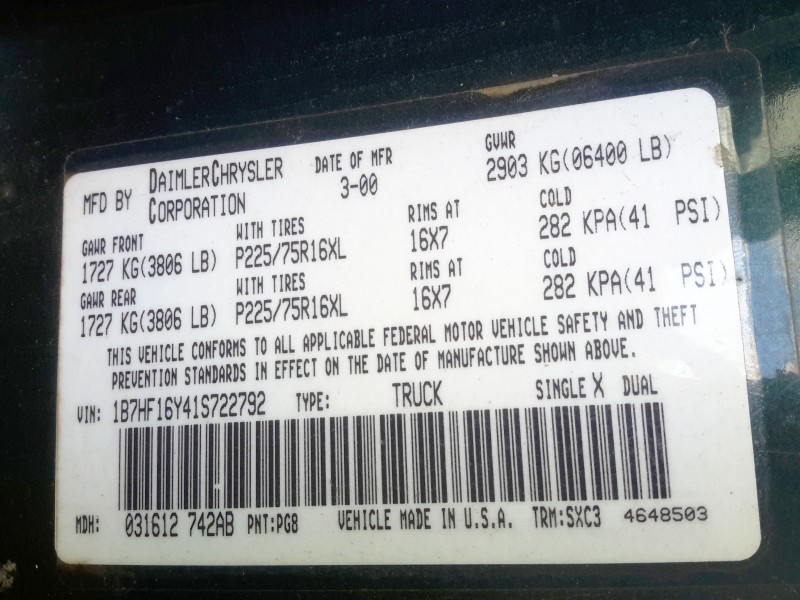 MFD BY DAIMLERCHRYSLER CORPORATION DATE OF MFR 3-00 GVWR 2903 KG(06400 LB)
GAWR FRONT WITH TIRES RIMS AT COLD
1727 KG(3806 LB) P225/75R16XL 16X7 282 KPA(41 PSI)
GAWR REAR WITH TIRES RIMS AT COLD
1727 KG(3806 LB) P225/75R16XL 16X7 282 KPA(41 PSI)
THIS VEHICLE CONFORMS TO ALL APPLICABLE FEDERAL MOTOR VEHICLE SAFETY AND THEFT
PREVENTION STANDARDS IN EFFECT ON THE DATE OF MANUFACTURE SHOWN ABOVE.
VIN: 1B7HF16Y41S722792 TYPE: TRUCK SINGLE X DUAL
MDH: 031612 742AB PNT:PG8 VEHICLE MADE IN U.S.A. TRM:SXC3 4648503